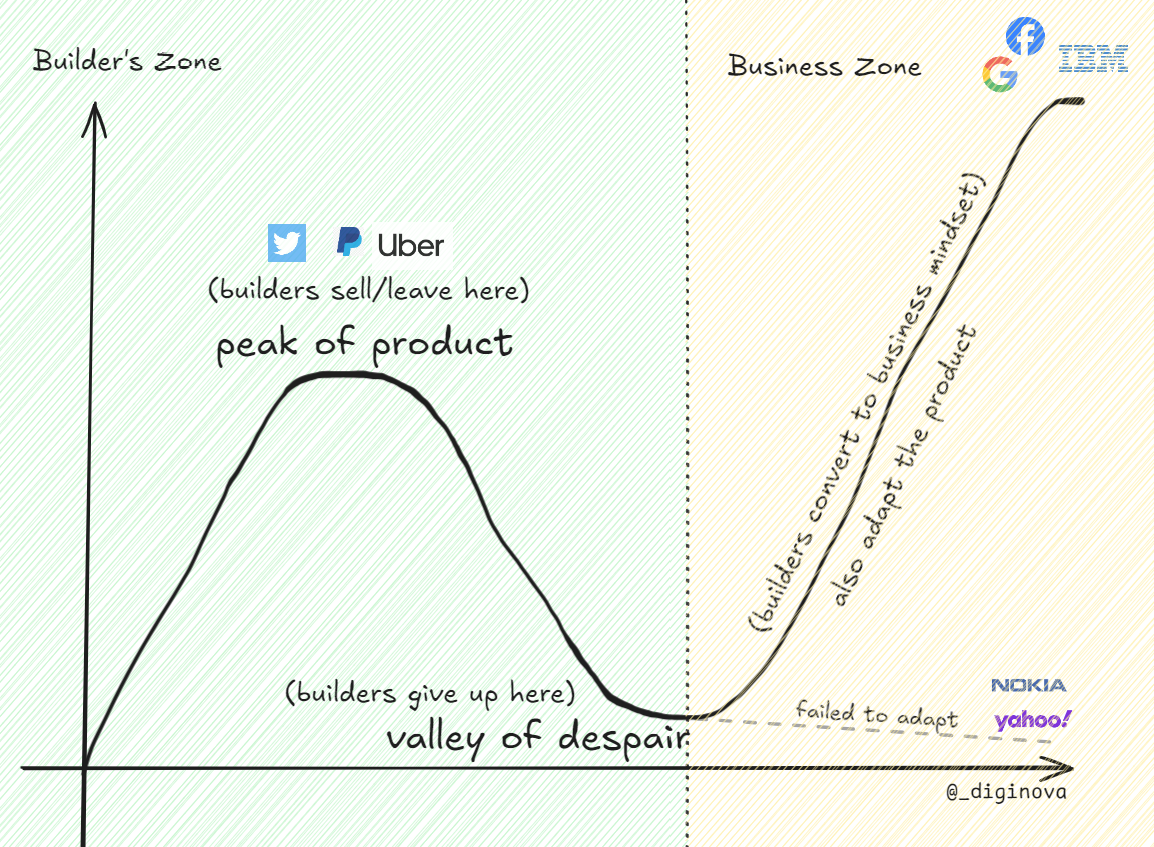 Builder's Zone
Business Zone
f
G
IBM
Uber
(builders sell/leave here)
peak of product
(builders convert to business mindset)
also adapt the product
(builders give up here)
valley of despair
failed to adapt
NOKIA
yahoo!
@_diginova